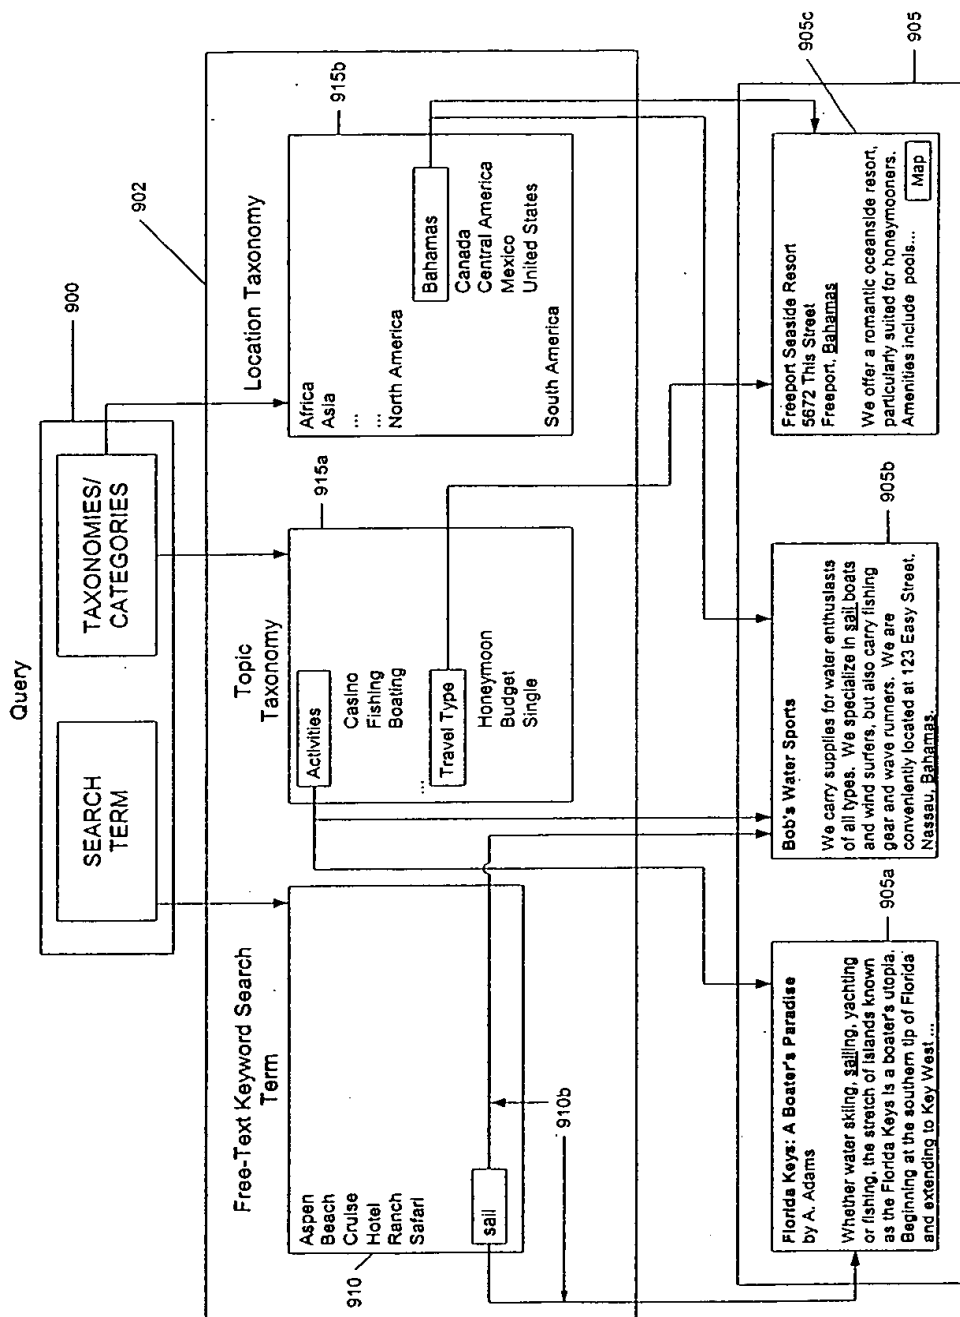 Query
900
SEARCH
TERM
TAXONOMIES/
CATEGORIES
902
Free-Text Keyword Search
Term
Aspen
Beach
Cruise
Hotel
Ranch
Safari
sail
910
910b
Topic
Taxonomy
915a
Activities
Casino
Fishing
Boating
...
Travel Type
Honeymoon
Budget
Single
Location Taxonomy
915b
Africa
Asia
...
...
North America
Bahamas
Canada
Central America
Mexico
United States
South America
905
905a
Florida Keys: A Boater's Paradise
by A. Adams
Whether water skiing, sailing, yachting
or fishing, the stretch of islands known
as the Florida Keys is a boater's utopia.
Beginning at the southern tip of Florida
and extending to Key West ...
905b
Bob's Water Sports
We carry supplies for water enthusiasts
of all types. We specialize in sail boats
and wind surfers, but also carry fishing
gear and wave runners. We are
conveniently located at 123 Easy Street,
Nassau, Bahamas.
905c
Freeport Seaside Resort
5672 This Street
Freeport, Bahamas
We offer a romantic oceanside resort,
particularly suited for honeymooners.
Amenities include pools...
Map